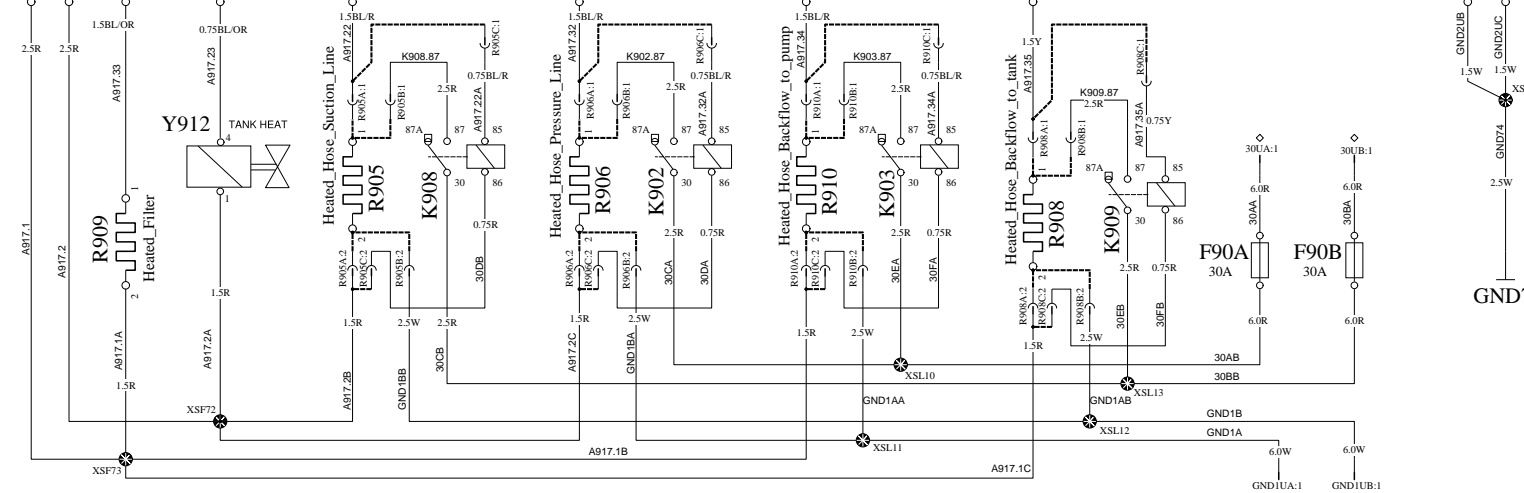 1.5BL/OR
0.75BL/OR
1.5BL/R
1.5BL/R
1.5BL/R
1.5Y
2.5R
2.5R
A917.33
A917.23
A917.22
A917.32
A917.34
A917.35
R905C:1
R906C:1
R910C:1
R908C:1
GND2UB
GND2UC
1.5W
1.5W
XS
K908.87
K902.87
K903.87
K909.87
2.5R
2.5R
2.5R
2.5R
0.75BL/R
0.75BL/R
0.75BL/R
0.75Y
A917.22A
A917.32A
A917.34A
A917.35A
R905A:1
R905B:1
R906A:1
R906B:1
R910A:1
R910B:1
R908A:1
R908B:1
Y912
TANK HEAT
4
1
Heated_Hose_Suction_Line
R905
1
2
87A
87
85
30
86
K908
Heated_Hose_Pressure_Line
R906
1
2
87A
87
85
30
86
K902
Heated_Hose_Backflow_to_pump
R910
1
2
87A
87
85
30
86
K903
Heated_Hose_Backflow_to_tank
R908
1
2
87A
87
85
30
86
K909
30UA:1
30UB:1
6.0R
6.0R
30AA
30BA
F90A
30A
F90B
30A
6.0R
6.0R
GND74
2.5W
GND7
A917.1
A917.2
R909
Heated_Filter
1
2
R905A:2
R905C:2
R905B:2
R906A:2
R906C:2
R906B:2
R910A:2
R910C:2
R910B:2
R908A:2
R908C:2
R908B:2
0.75R
30DB
2.5R
0.75R
30CA
30DA
2.5R
0.75R
30EA
30FA
2.5R
0.75R
30EB
30FB
1.5R
1.5R
2.5W
2.5R
1.5R
2.5W
1.5R
2.5W
1.5R
2.5W
A917.1A
A917.2A
1.5R
30CB
A917.2C
GND1BA
A917.2B
GND1BB
XSL10
30AB
XSL13
30BB
GND1AA
GND1AB
XSF72
XSL12
GND1B
XSL11
GND1A
XSF73
A917.1B
A917.1C
6.0W
6.0W
GND1UA:1
GND1UB:1